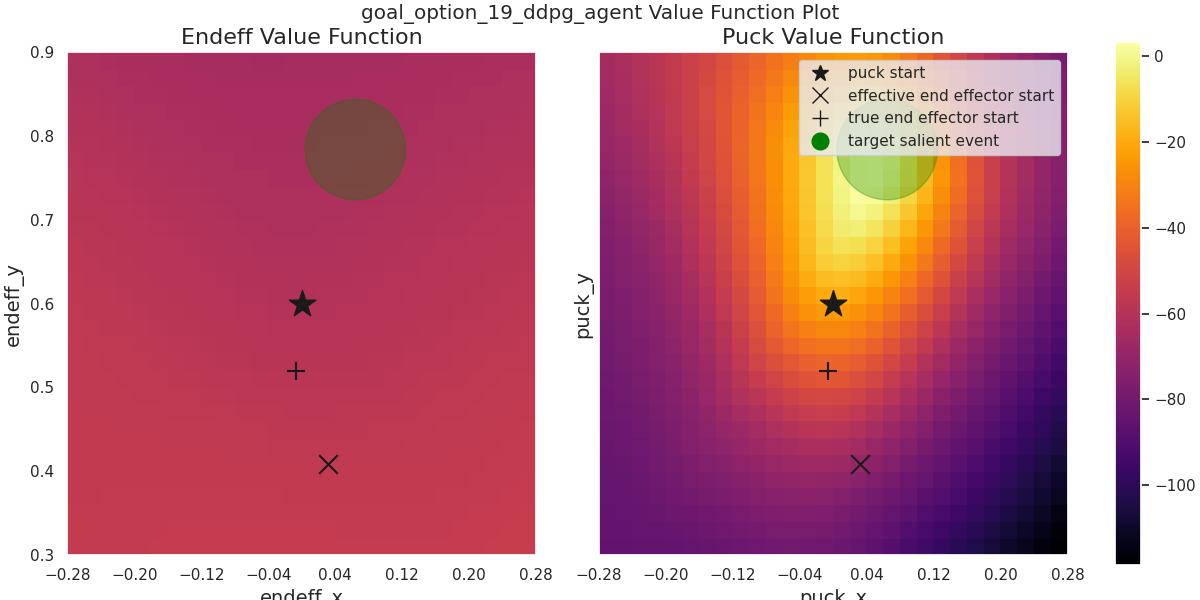 goal_option_19_ddpg_agent Value Function Plot
Endeff Value Function
Puck Value Function
puck start
effective end effector start
true end effector start
target salient event
endeff_y
0.9
0.8
0.7
0.6
0.5
0.4
0.3
−0.28 −0.20 −0.12 −0.04 0.04 0.12 0.20 0.28
endeff_x
puck_y
−0.28 −0.20 −0.12 −0.04 0.04 0.12 0.20 0.28
puck_x
0
−20
−40
−60
−80
−100